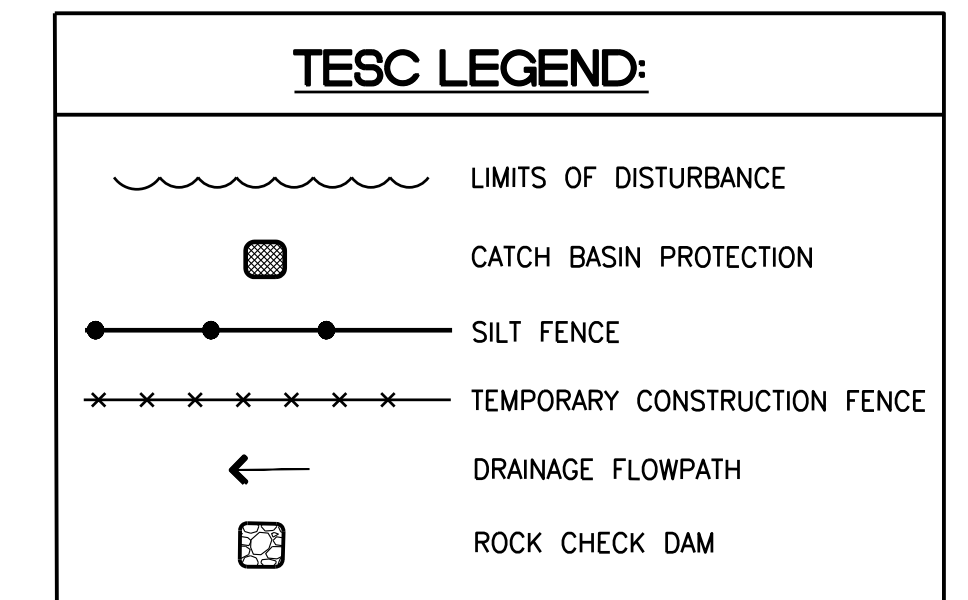 TESC LEGEND:
LIMITS OF DISTURBANCE
CATCH BASIN PROTECTION
SILT FENCE
TEMPORARY CONSTRUCTION FENCE
DRAINAGE FLOWPATH
ROCK CHECK DAM